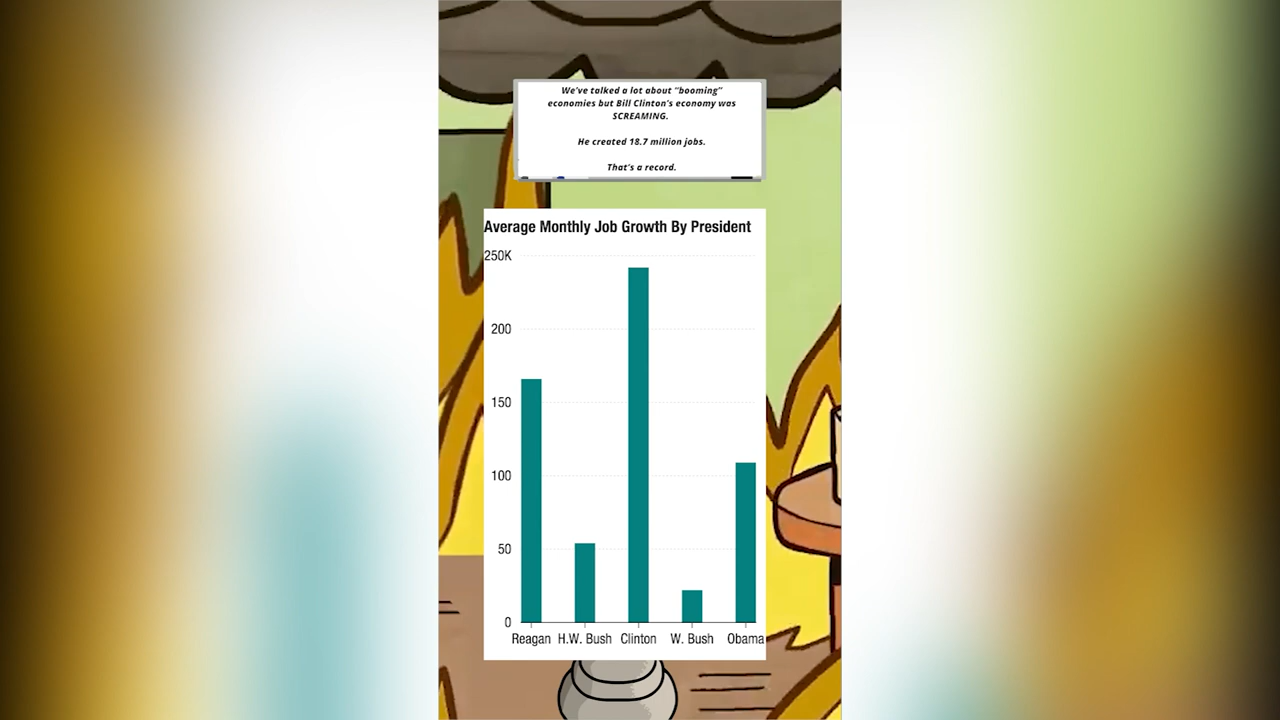 We've talked a lot about "booming"
economies but Bill Clinton's economy was
SCREAMING.
He created 18.7 million jobs.
That's a record.
Average Monthly Job Growth By President
250K
200
150
100
50
0
Reagan H.W. Bush Clinton W. Bush Obama